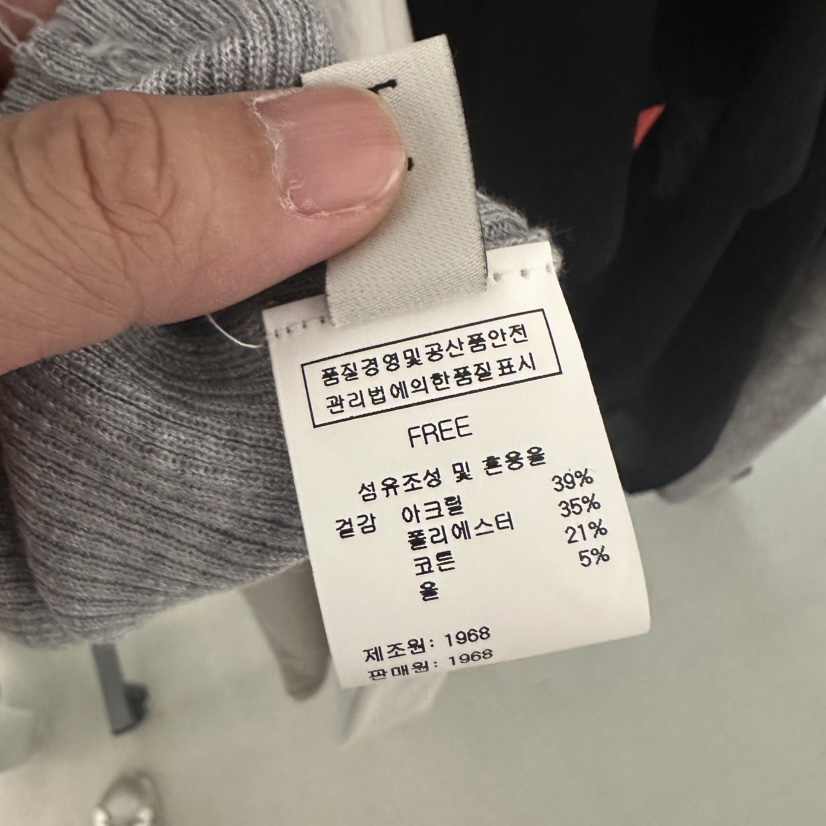 품질경영및공산품안전
관리법에의한품질표시
FREE
섬유조성 및 혼용율
겉감 아크릴 39%
폴리에스터 35%
코튼 21%
울 5%
제조원: 1968
판매원: 1968